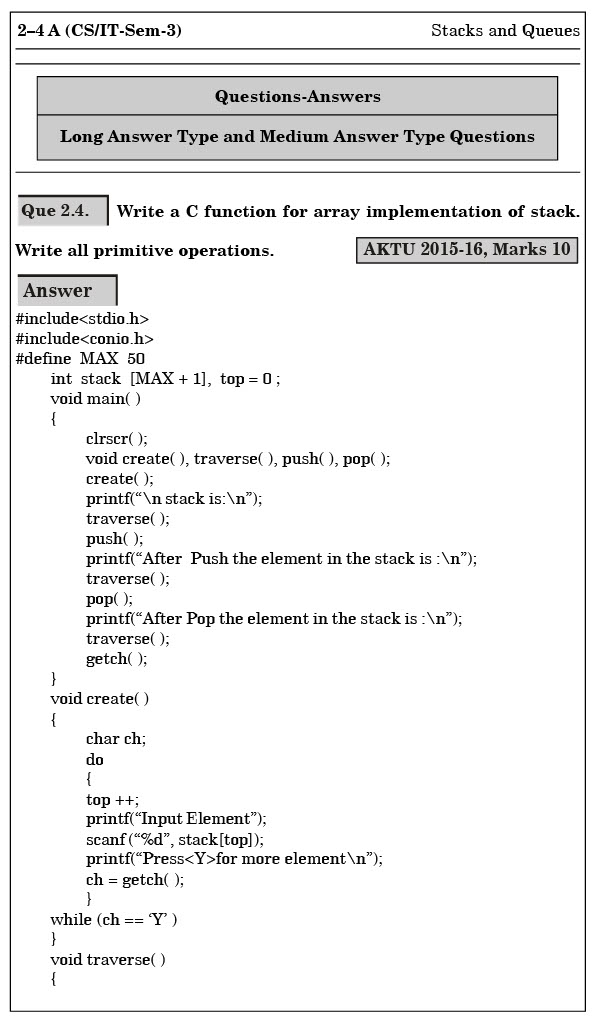 2–4 A (CS/IT-Sem-3) Stacks and Queues
Questions-Answers
Long Answer Type and Medium Answer Type Questions
Que 2.4. Write a C function for array implementation of stack.
Write all primitive operations. AKTU 2015-16, Marks 10
Answer
#include<stdio.h>
#include<conio.h>
#define MAX 50
int stack [MAX + 1], top = 0 ;
void main( )
{
clrscr( );
void create( ), traverse( ), push( ), pop( );
create( );
printf(“\n stack is:\n”);
traverse( );
push( );
printf(“After Push the element in the stack is :\n”);
traverse( );
pop( );
printf(“After Pop the element in the stack is :\n”);
traverse( );
getch( );
}
void create( )
{
char ch;
do
{
top ++;
printf(“Input Element”);
scanf (“%d”, stack[top]);
printf(“Press<Y>for more element\n”);
ch = getch( );
}
while (ch == ‘Y’ )
}
void traverse( )
{